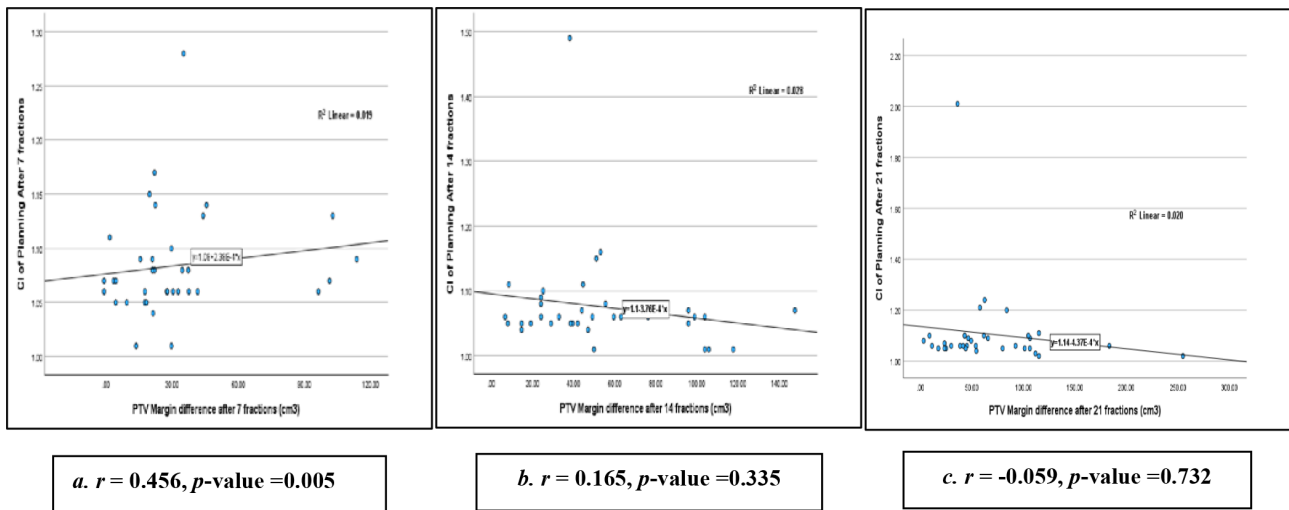 CI of Planning After 7 fractions
1.30
1.25
1.20
1.15
1.10
1.05
1.00
R² Linear = 0.019
.00 30.00 60.00 90.00 120.00
PTV Margin difference after 7 fractions (cm3)
CI of Planning After 14 fractions
1.50
1.40
1.30
1.20
1.10
1.00
R² Linear = 0.028
.00 20.00 40.00 60.00 80.00 100.00 120.00 140.00
PTV Margin difference after 14 fractions (cm3)
CI of Planning After 21 fractions
2.20
2.00
1.80
1.60
1.40
1.20
1.00
R² Linear = 0.020
y=1.14-4.37E-4*x
.00 50.00 100.00 150.00 200.00 250.00 300.00
PTV Margin difference after 21 fractions (cm3)
a. r = 0.456, p-value =0.005
b. r = 0.165, p-value =0.335
c. r = -0.059, p-value =0.732